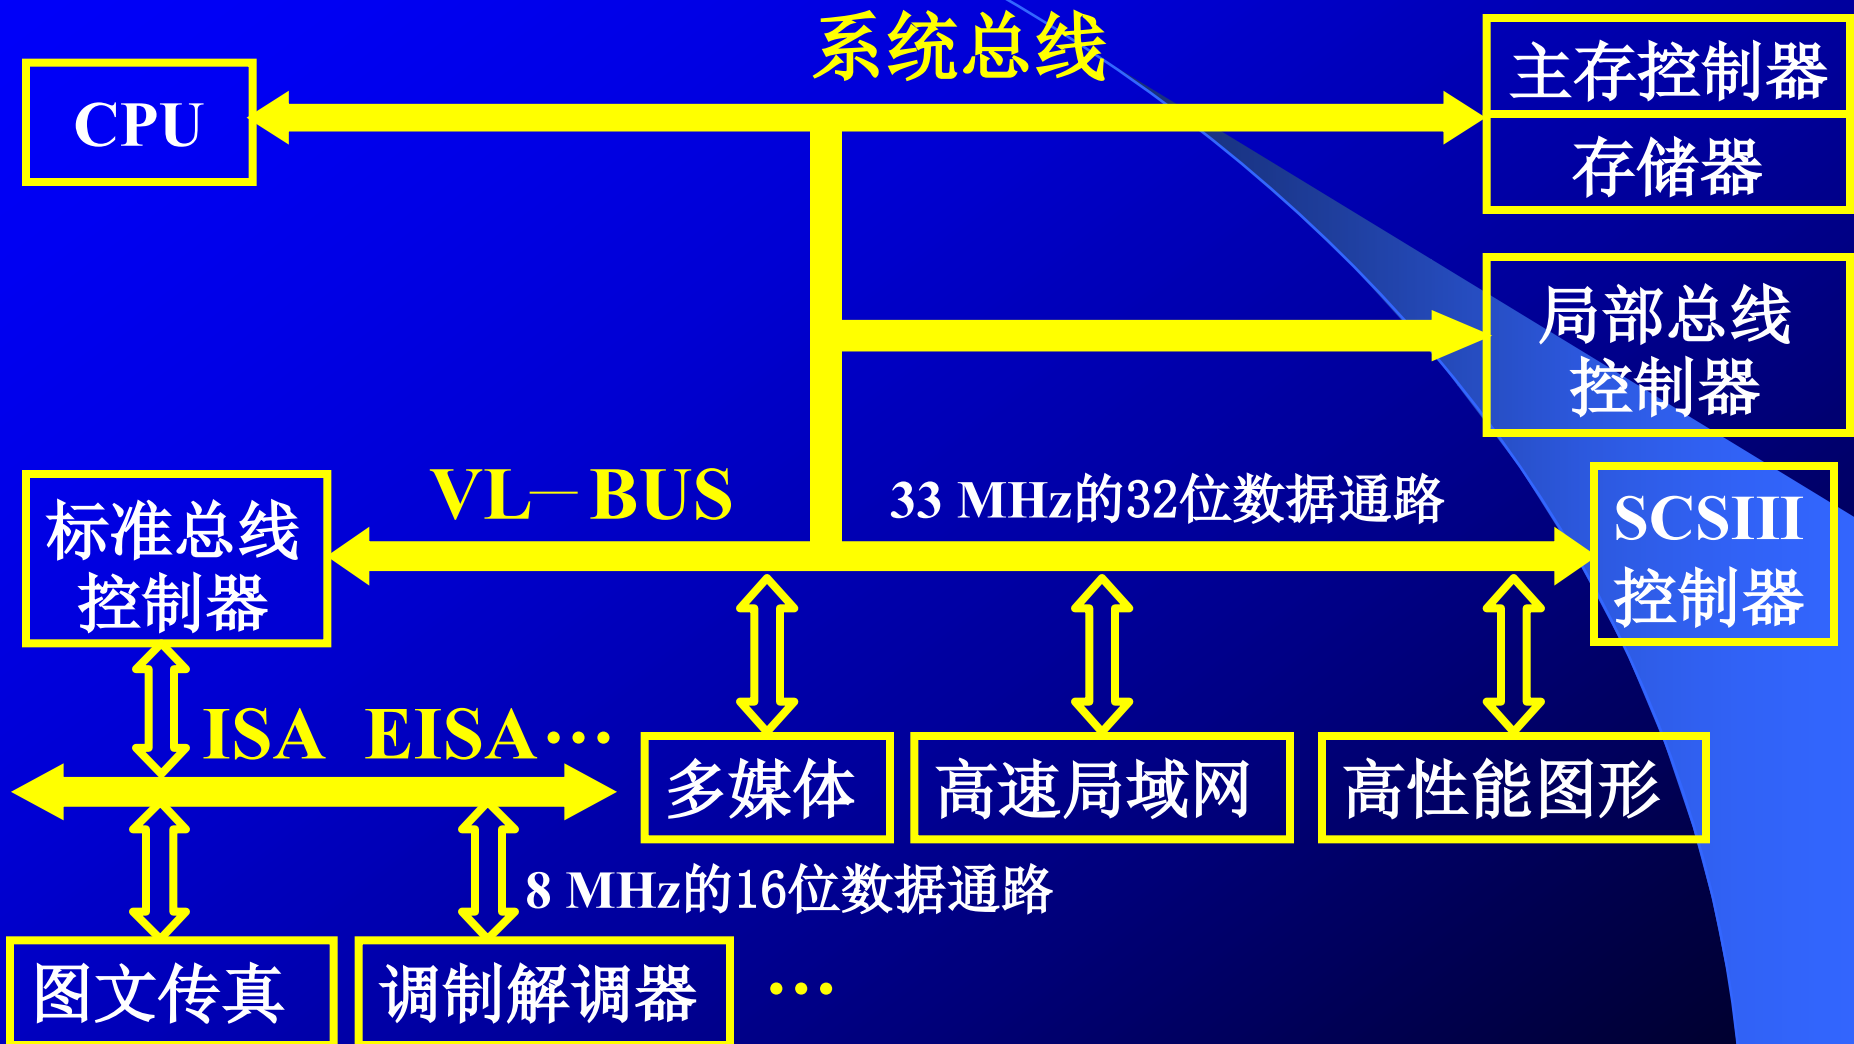 系统总线
CPU
主存控制器
存储器
局部总线
控制器
VL—BUS
33 MHz的32位数据通路
标准总线
控制器
SCSIII
控制器
ISA EISA…
多媒体
高速局域网
高性能图形
8 MHz的16位数据通路
图文传真
调制解调器
…